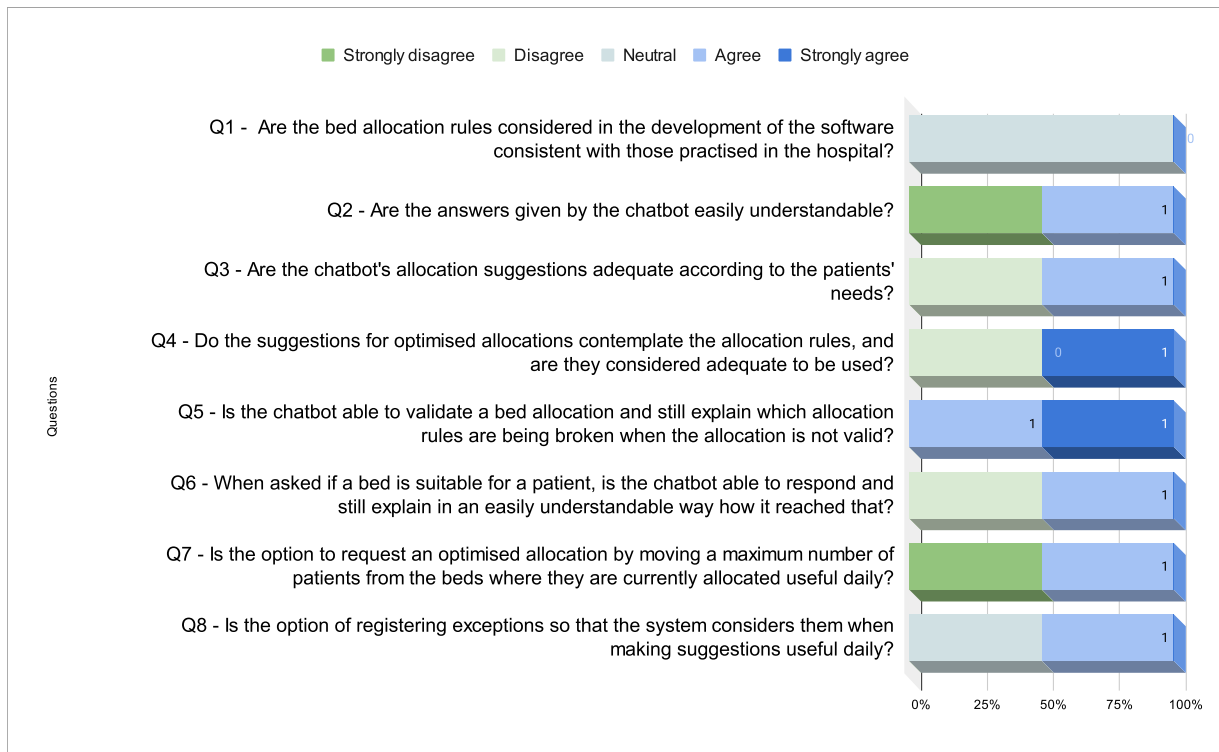 Strongly disagree Disagree Neutral Agree Strongly agree
Q1 -  Are the bed allocation rules considered in the development of the software
consistent with those practised in the hospital?
0
Q2 - Are the answers given by the chatbot easily understandable?
1
Q3 - Are the chatbot's allocation suggestions adequate according to the patients'
needs?
1
Q4 - Do the suggestions for optimised allocations contemplate the allocation rules, and
are they considered adequate to be used?
0 1
Questions
Q5 - Is the chatbot able to validate a bed allocation and still explain which allocation
rules are being broken when the allocation is not valid?
1 1
Q6 - When asked if a bed is suitable for a patient, is the chatbot able to respond and
still explain in an easily understandable way how it reached that?
1
Q7 - Is the option to request an optimised allocation by moving a maximum number of
patients from the beds where they are currently allocated useful daily?
1
Q8 - Is the option of registering exceptions so that the system considers them when
making suggestions useful daily?
1
0% 25% 50% 75% 100%